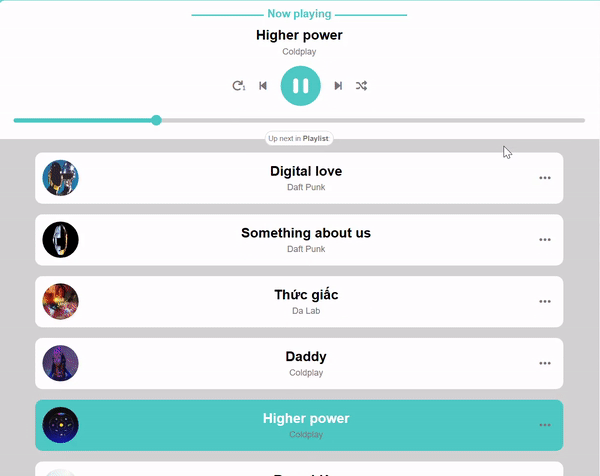 Now playing
Higher power
Coldplay
1
Up next in Playlist
Digital love
Daft Punk
Something about us
Daft Punk
Thức giấc
Da Lab
Daddy
Coldplay
Higher power
Coldplay